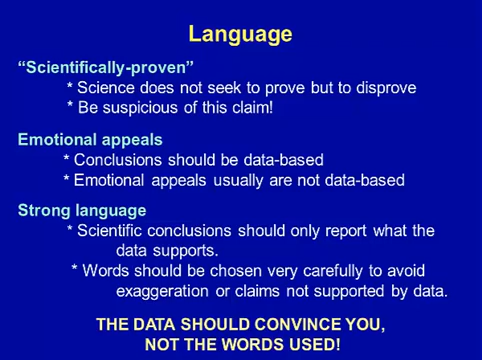 Language
“Scientifically-proven”
* Science does not seek to prove but to disprove
* Be suspicious of this claim!
Emotional appeals
* Conclusions should be data-based
* Emotional appeals usually are not data-based
Strong language
* Scientific conclusions should only report what the
data supports.
* Words should be chosen very carefully to avoid
exaggeration or claims not supported by data.
THE DATA SHOULD CONVINCE YOU,
NOT THE WORDS USED!